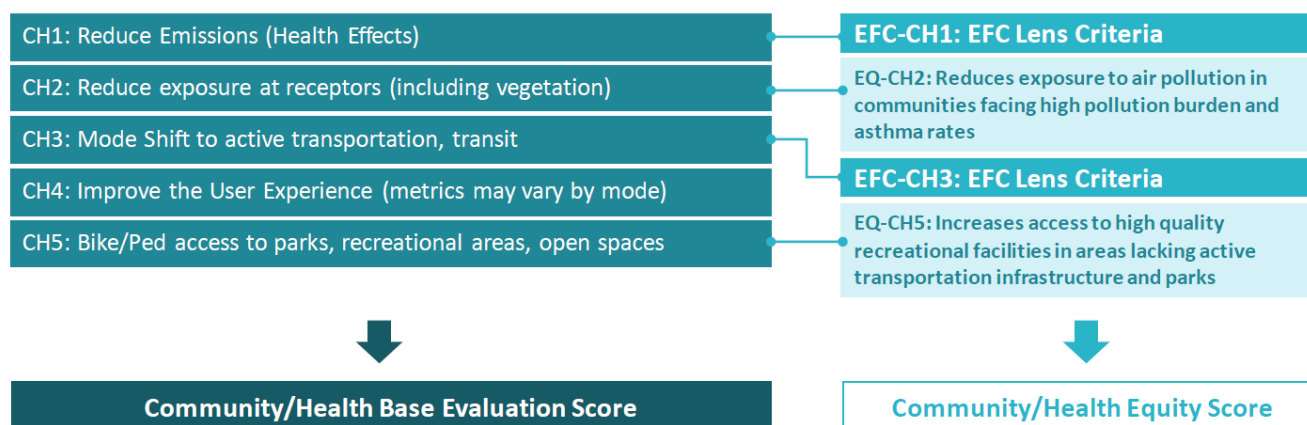 CH1: Reduce Emissions (Health Effects)
CH2: Reduce exposure at receptors (including vegetation)
CH3: Mode Shift to active transportation, transit
CH4: Improve the User Experience (metrics may vary by mode)
CH5: Bike/Ped access to parks, recreational areas, open spaces
Community/Health Base Evaluation Score
EFC-CH1: EFC Lens Criteria
EQ-CH2: Reduces exposure to air pollution in
communities facing high pollution burden and
asthma rates
EFC-CH3: EFC Lens Criteria
EQ-CH5: Increases access to high quality
recreational facilities in areas lacking active
transportation infrastructure and parks
Community/Health Equity Score